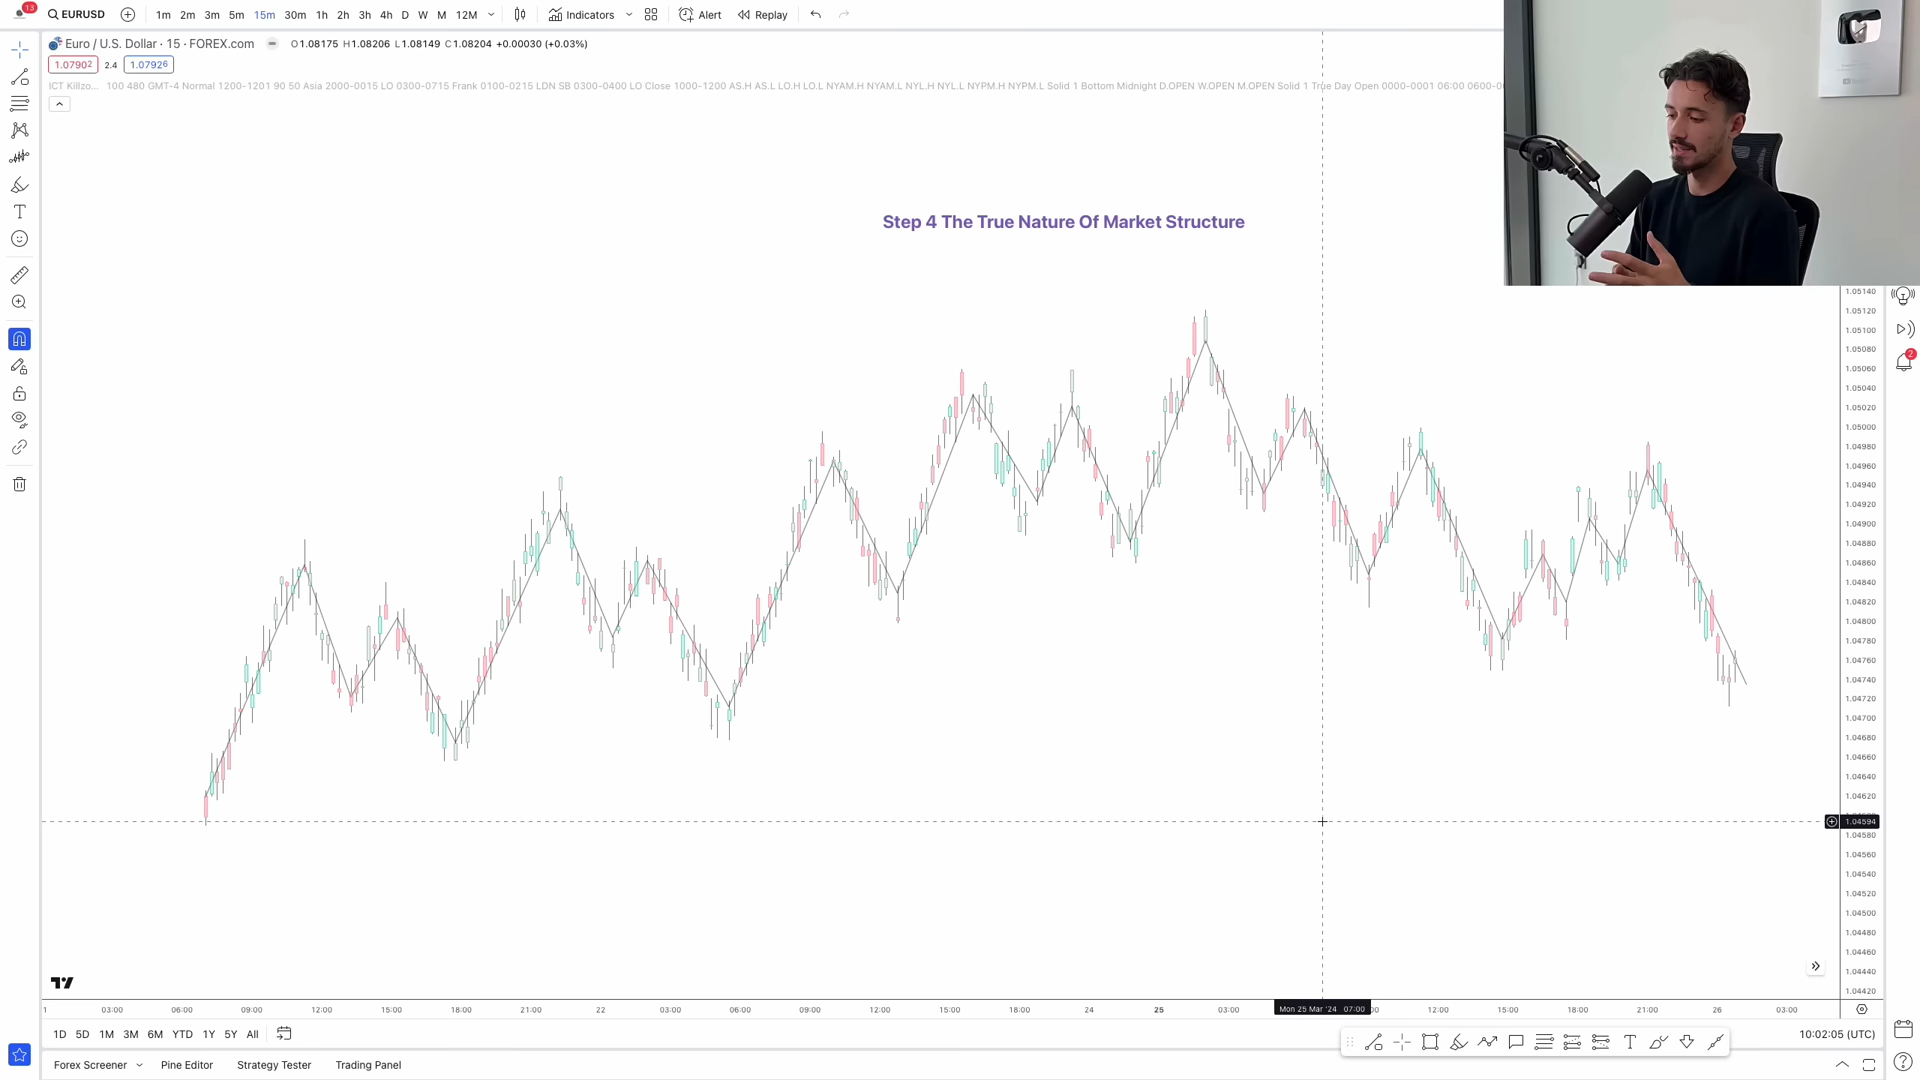 13
EURUSD
1m 2m 3m 5m 15m 30m 1h 2h 3h 4h D W M 12M
Indicators
Alert
Replay
Euro / U.S. Dollar · 15 · FOREX.com
O1.08175 H1.08206 L1.08149 C1.08204 +0.00030 (+0.03%)
1.07902 2.4 1.07926
ICT Killzo... 100 480 GMT-4 Normal 1200-1201 90 50 Asia 2000-0015 LO 0300-0715 Frank 0100-0215 LDN SB 0300-0400 LO Close 1000-1200 AS.H AS.L LO.H LO.L NYAM.H NYAM.L NYL.H NYL.L NYPM.H NYPM.L Solid 1 Bottom Midnight D.OPEN W.OPEN M.OPEN Solid 1 True Day Open 0000-0001 06:00 0600-0
Step 4 The True Nature Of Market Structure
1.05140
1.05120
1.05100
1.05080
1.05060
1.05040
1.05020
1.05000
1.04980
1.04960
1.04940
1.04920
1.04900
1.04880
1.04860
1.04840
1.04820
1.04800
1.04780
1.04760
1.04740
1.04720
1.04700
1.04680
1.04660
1.04640
1.04620
1.04594
1.04580
1.04560
1.04540
1.04520
1.04500
1.04480
1.04460
1.04440
1.04420
2
1 03:00 06:00 09:00 12:00 15:00 18:00 21:00 22 03:00 06:00 09:00 12:00 15:00 18:00 24 25 03:00 Mon 25 Mar '24 07:00 12:00 15:00 18:00 21:00 26 03:00
1D 5D 1M 3M 6M YTD 1Y 5Y All
10:02:05 (UTC)
Forex Screener
Pine Editor
Strategy Tester
Trading Panel